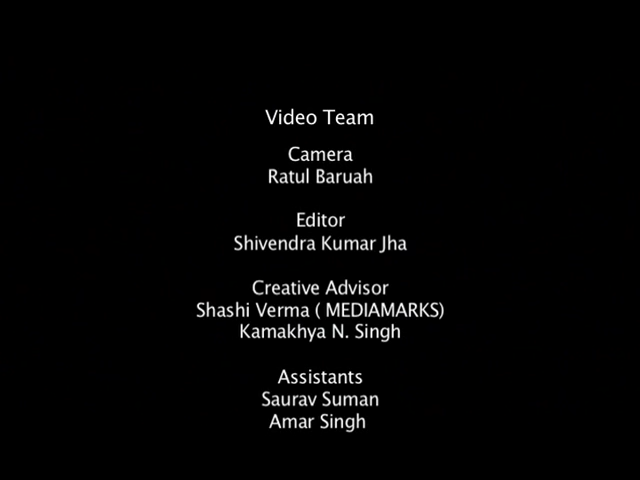 Video Team
Camera
Ratul Baruah
Editor
Shivendra Kumar Jha
Creative Advisor
Shashi Verma ( MEDIAMARKS)
Kamakhya N. Singh
Assistants
Saurav Suman
Amar Singh